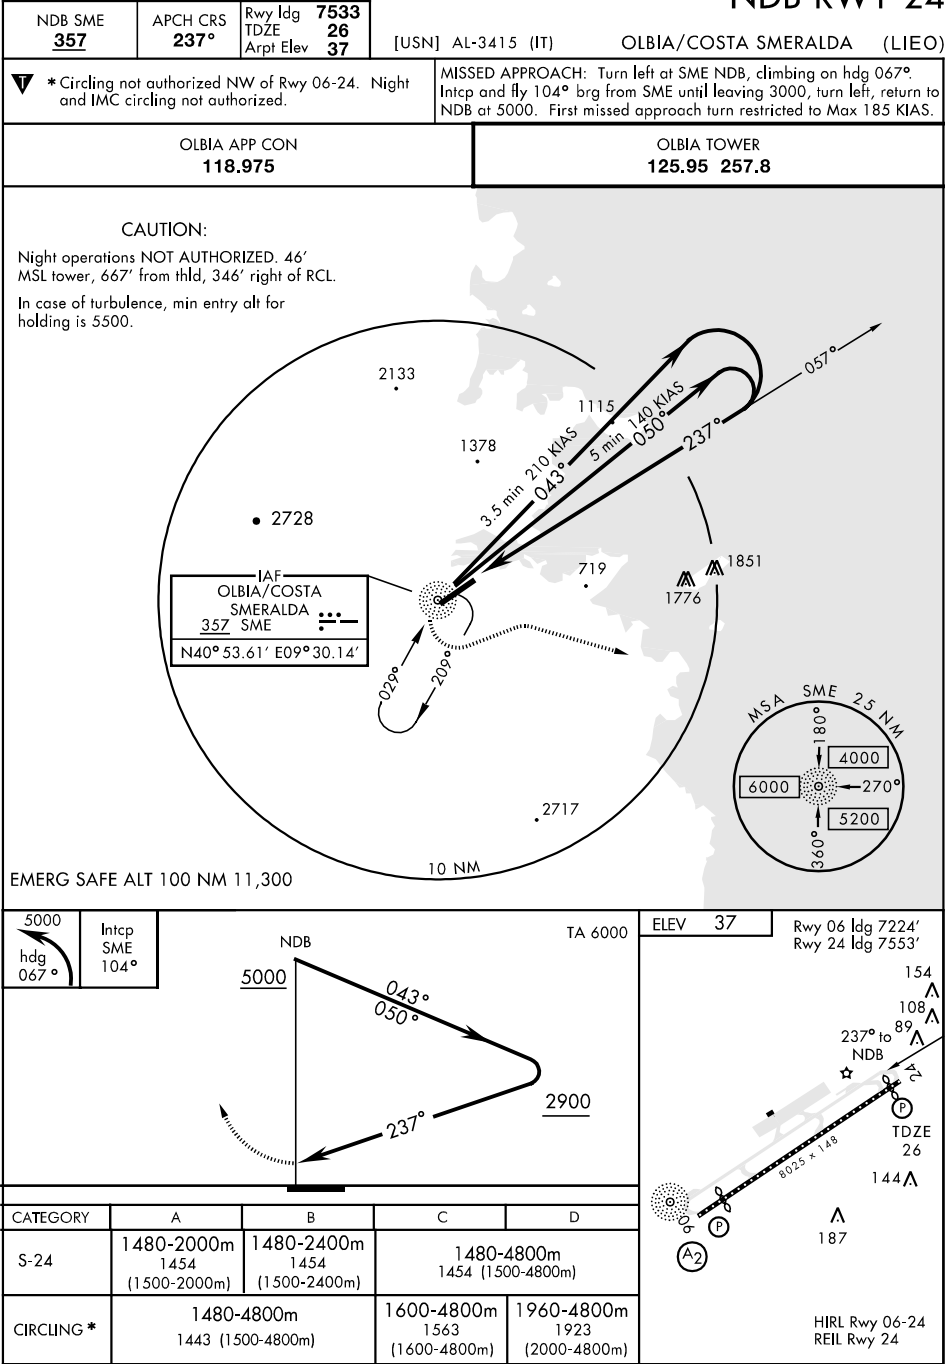 NDB RWY 24
NDB SME
357
APCH CRS
237°
Rwy ldg 7533
TDZE 26
Arpt Elev 37
[USN] AL-3415 (IT)
OLBIA/COSTA SMERALDA (LIEO)
T
* Circling not authorized NW of Rwy 06-24. Night
and IMC circling not authorized.
MISSED APPROACH: Turn left at SME NDB, climbing on hdg 067°.
Intcp and fly 104° brg from SME until leaving 3000, turn left, return to
NDB at 5000. First missed approach turn restricted to Max 185 KIAS.
OLBIA APP CON
118.975
OLBIA TOWER
125.95 257.8
CAUTION:
Night operations NOT AUTHORIZED. 46’
MSL tower, 667’ from thld, 346’ right of RCL.
In case of turbulence, min entry alt for
holding is 5500.
2133
1115
1378
2728
057°
3.5 min 210 KIAS
043°
5 min 140 KIAS
050°
237°
719
1851
1776
IAF
OLBIA/COSTA
SMERALDA
357 SME
N40° 53.61’ E09° 30.14’
029°
209°
2717
10 NM
MSA SME 25 NM
180°
4000
6000
270°
5200
360°
EMERG SAFE ALT 100 NM 11,300
5000
hdg
067°
Intcp
SME
104°
NDB
5000
043°
050°
237°
2900
TA 6000
ELEV 37
Rwy 06 ldg 7224’
Rwy 24 ldg 7553’
154
108
89
237° to
NDB
24
P
TDZE
26
8025 x 148
144
187
06
P
A2
HIRL Rwy 06-24
REIL Rwy 24
CATEGORY A B C D
S-24
1480-2000m
1454
(1500-2000m)
1480-2400m
1454
(1500-2400m)
1480-4800m
1454 (1500-4800m)
CIRCLING *
1480-4800m
1443 (1500-4800m)
1600-4800m
1563
(1600-4800m)
1960-4800m
1923
(2000-4800m)